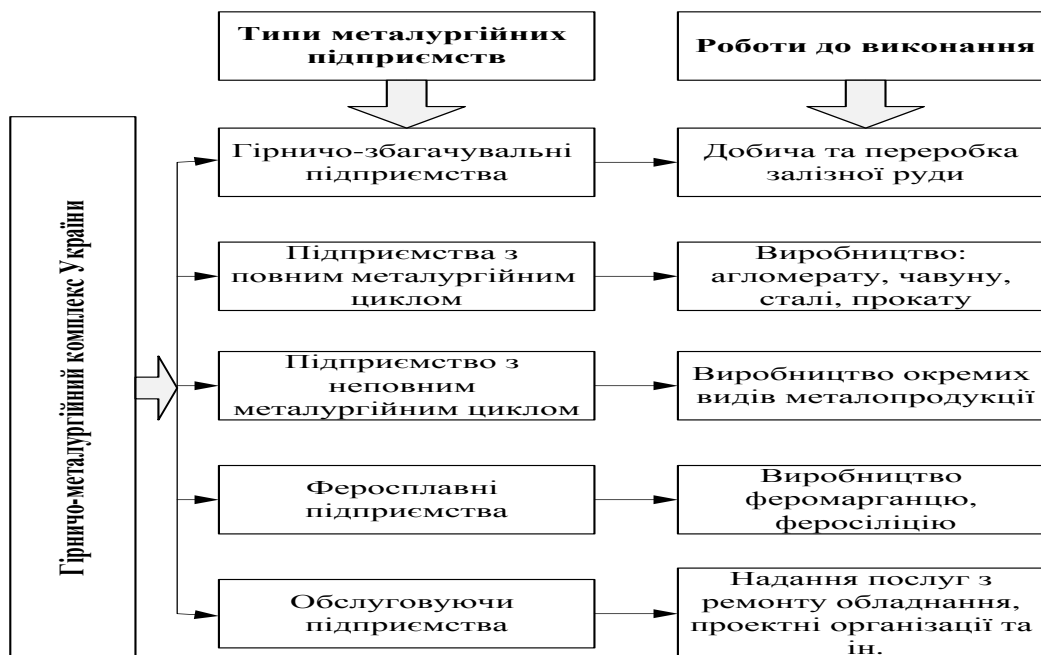 Типи металургійних
підприємств
Роботи до виконання
Гірничо-металургійний комплекс України
Гірничо-збагачувальні
підприємства
Добича та переробка
залізної руди
Підприємства з
повним металургійним
циклом
Виробництво:
агломерату, чавуну,
сталі, прокату
Підприємство з
неповним
металургійним циклом
Виробництво окремих
видів металопродукції
Феросплавні
підприємства
Виробництво
феромарганцю,
феросіліцію
Обслуговуючи
підприємства
Надання послуг з
ремонту обладнання,
проектні організації та
ін.